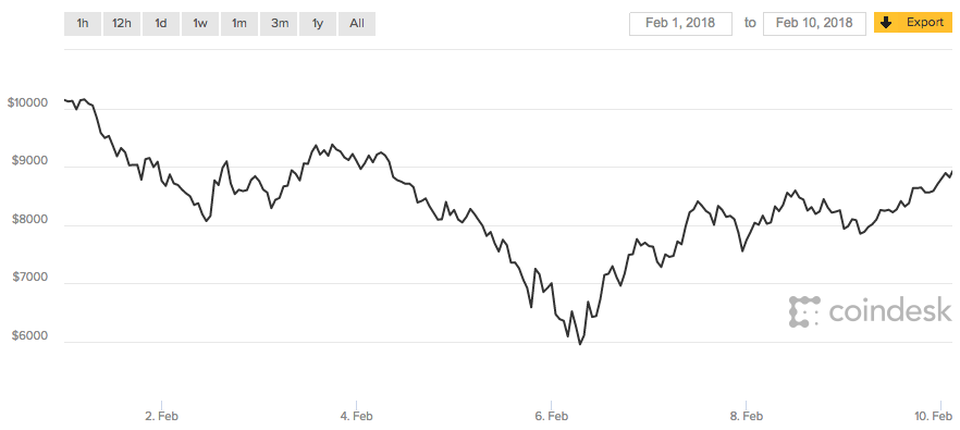 1h 12h 1d 1w 1m 3m 1y All Feb 1, 2018 to Feb 10, 2018 Export
$10000
$9000
$8000
$7000
$6000
coindesk
2. Feb 4. Feb 6. Feb 8. Feb 10. Feb